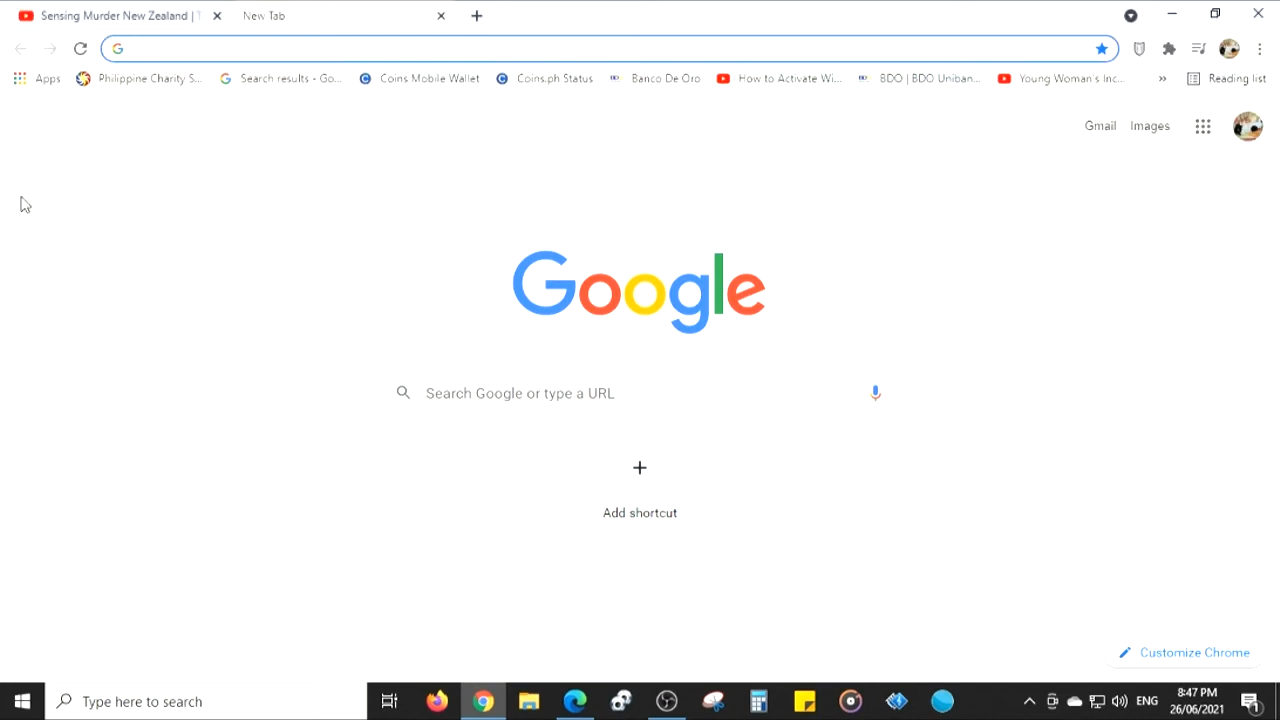 Sensing Murder New Zealand | T
New Tab
Apps
Philippine Charity S...
Search results - Go...
Coins Mobile Wallet
Coins.ph Status
Banco De Oro
How to Activate Wi...
BDO | BDO Uniban...
Young Woman's Inc...
»
Reading list
Gmail
Images
Google
Search Google or type a URL
Add shortcut
Customize Chrome
Type here to search
ENG
8:47 PM
26/06/2021
1